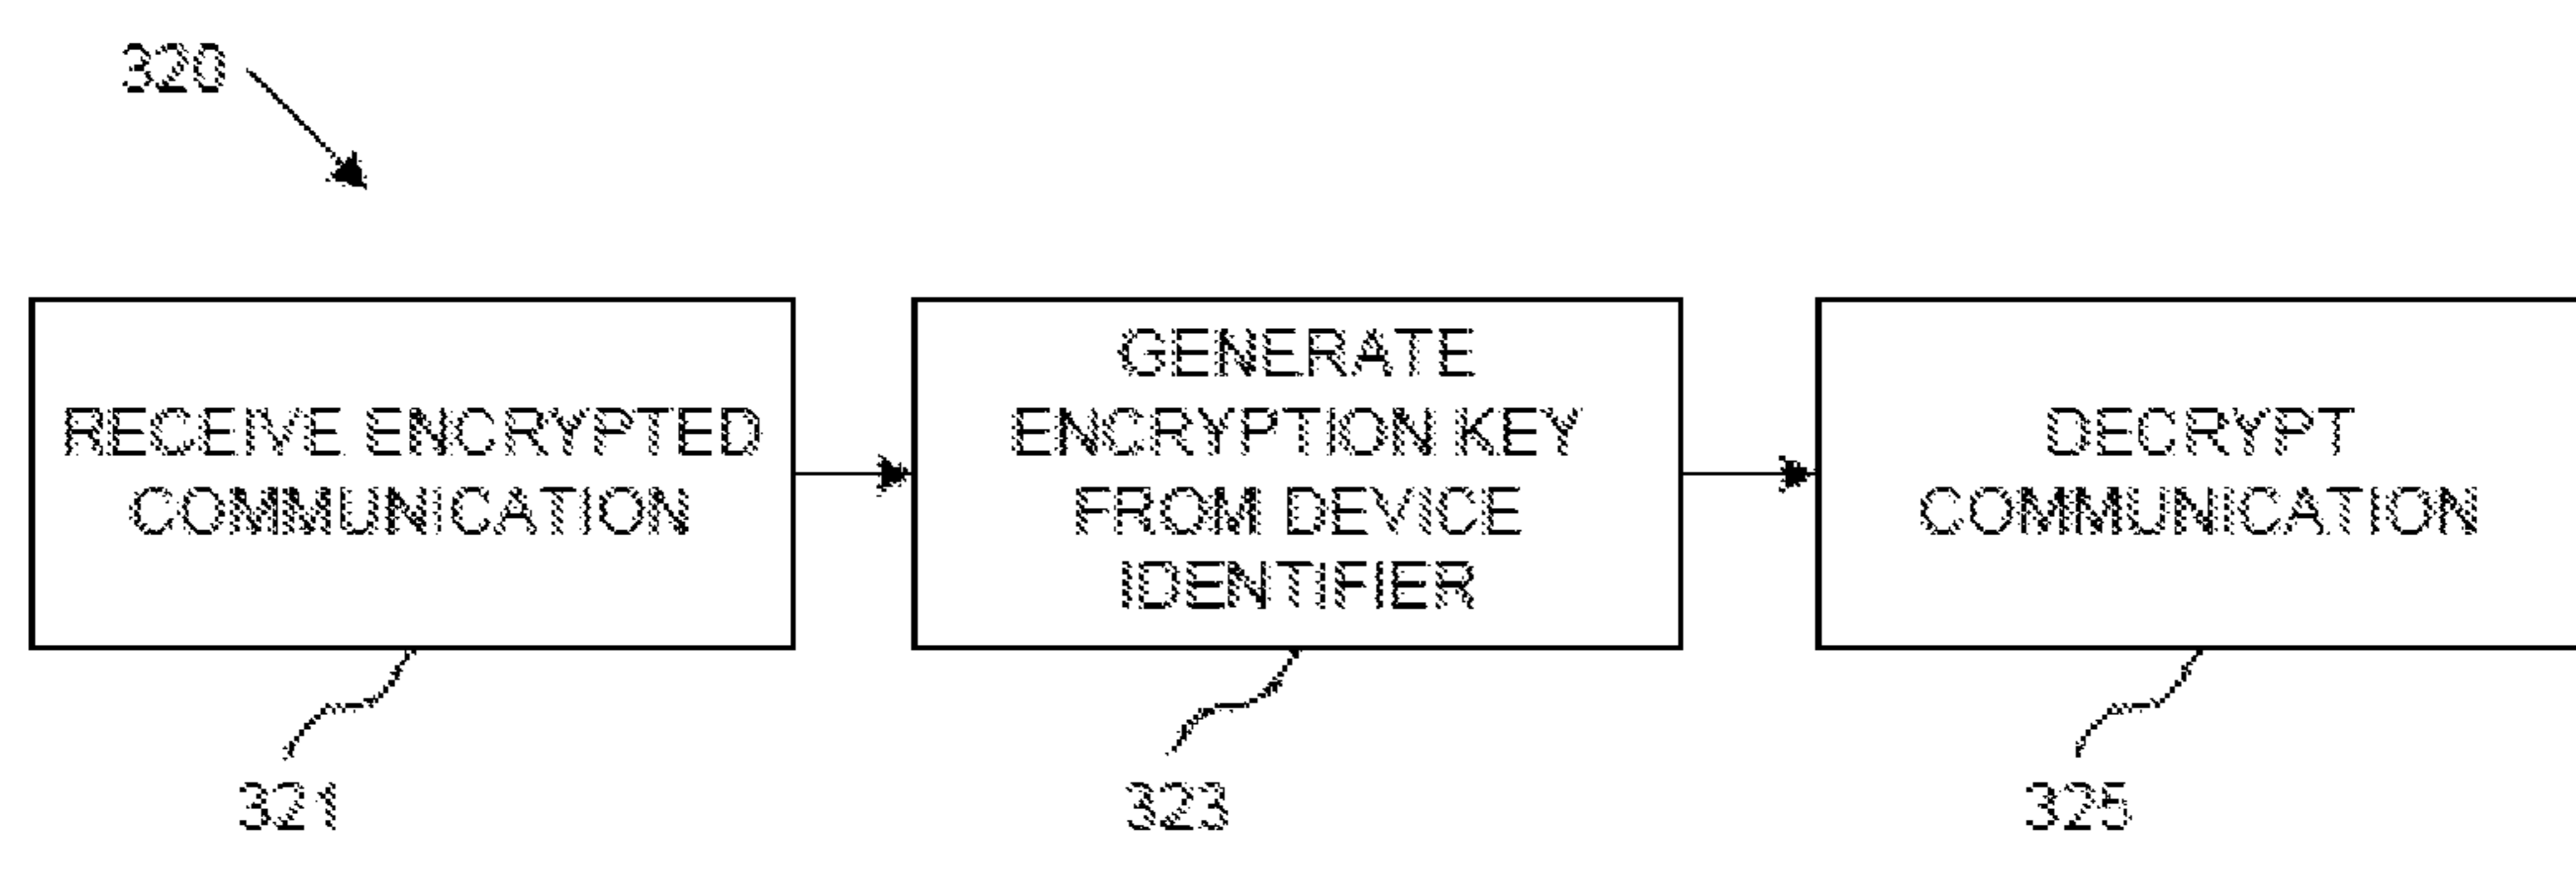 320
RECEIVE ENCRYPTED
COMMUNICATION
GENERATE
ENCRYPTION KEY
FROM DEVICE
IDENTIFIER
DECRYPT
COMMUNICATION
321
323
325